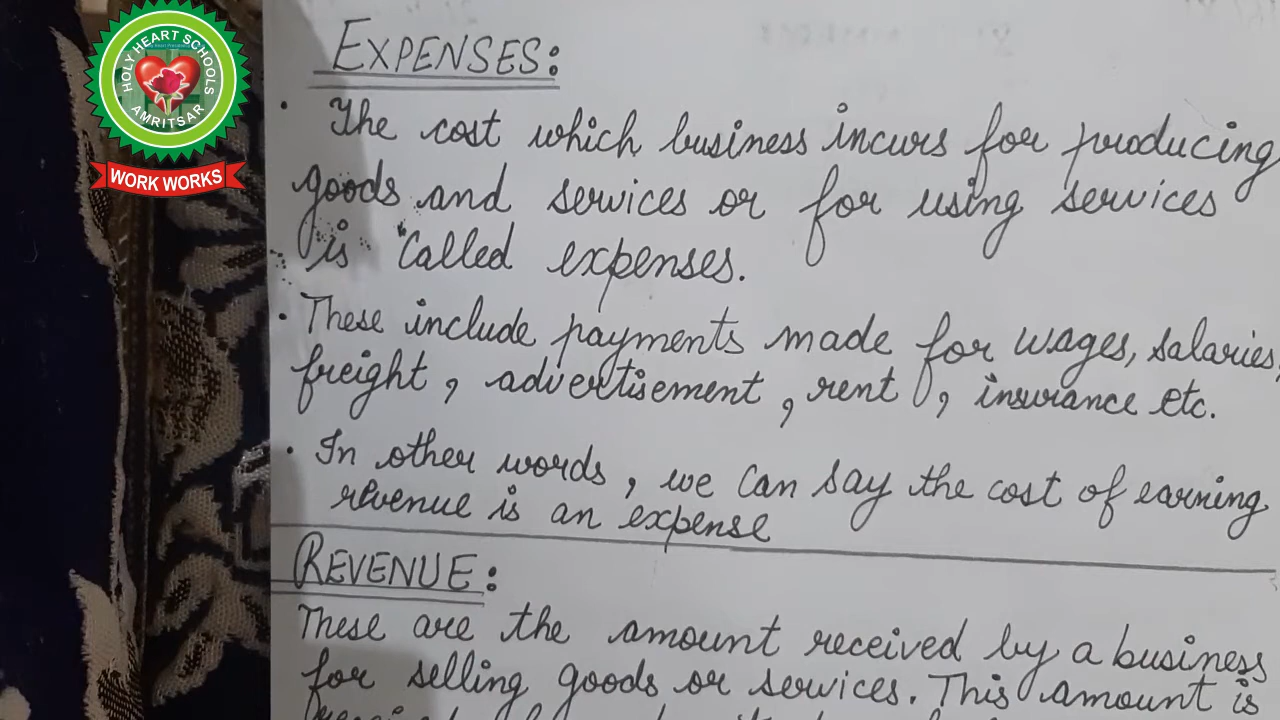 HOLY HEART SCHOOLS
AMRITSAR
WORK WORKS
EXPENSES:
• The cost which business incurs for producing
goods and services or for using services
is called expenses.
• These include payments made for wages, salaries,
freight, advertisement, rent, insurance etc.
• In other words, we can say the cost of earning
revenue is an expense
REVENUE:
These are the amount received by a business
for selling goods or services. This amount is